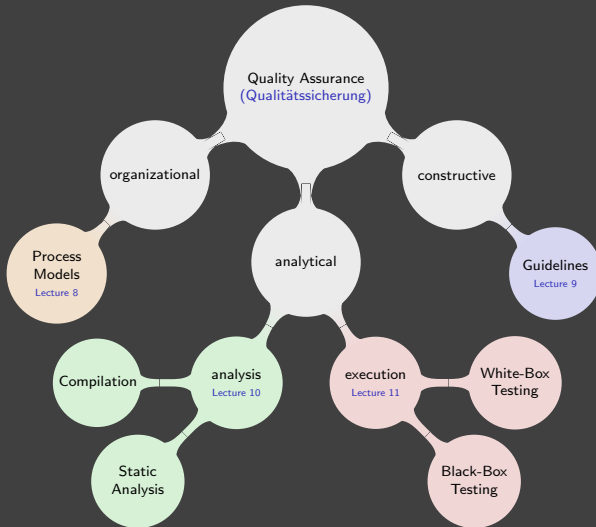 Quality Assurance
(Qualitätssicherung)
organizational
constructive
analytical
Process
Models
Lecture 8
Guidelines
Lecture 9
Compilation
analysis
Lecture 10
execution
Lecture 11
White-Box
Testing
Static
Analysis
Black-Box
Testing